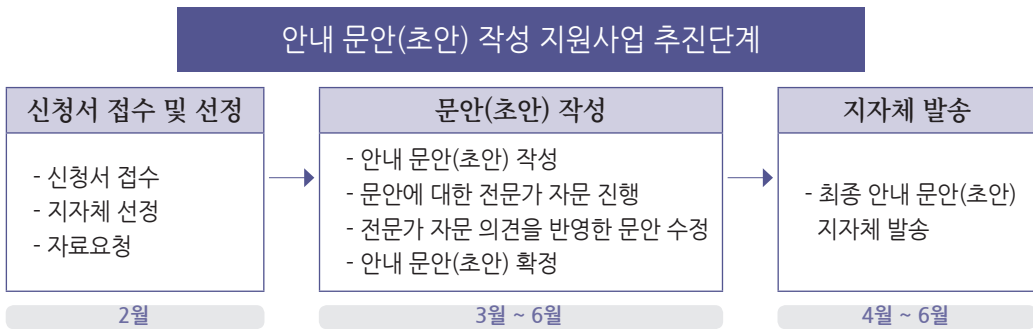 안내 문안(초안) 작성 지원사업 추진단계
신청서 접수 및 선정
- 신청서 접수
- 지자체 선정
- 자료요청
2월
문안(초안) 작성
- 안내 문안(초안) 작성
- 문안에 대한 전문가 자문 진행
- 전문가 자문 의견을 반영한 문안 수정
- 안내 문안(초안) 확정
3월 ~ 6월
지자체 발송
- 최종 안내 문안(초안)
지자체 발송
4월 ~ 6월